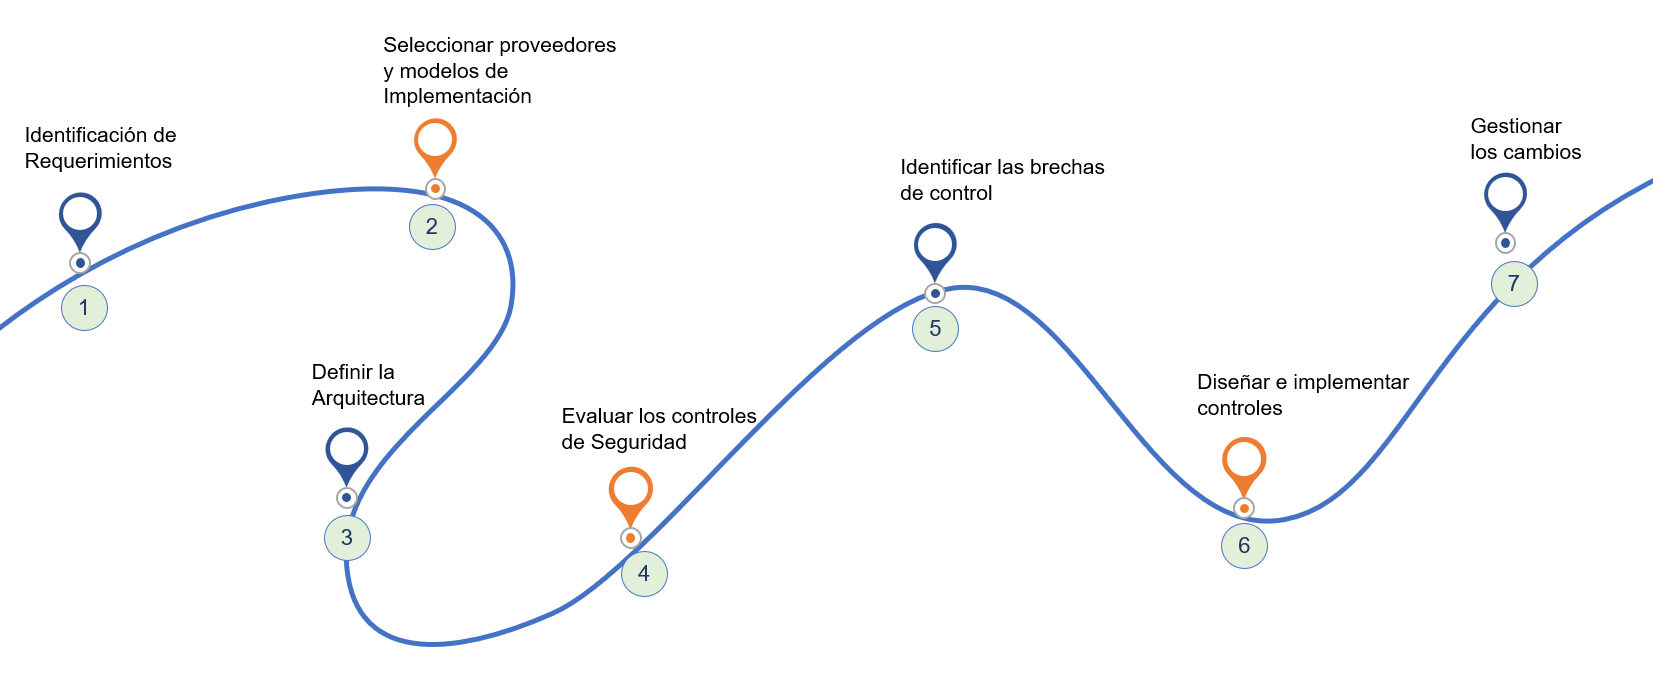 Identificación de
Requerimientos
1
Seleccionar proveedores
y modelos de
Implementación
2
Definir la
Arquitectura
3
Evaluar los controles
de Seguridad
4
Identificar las brechas
de control
5
Diseñar e implementar
controles
6
Gestionar
los cambios
7